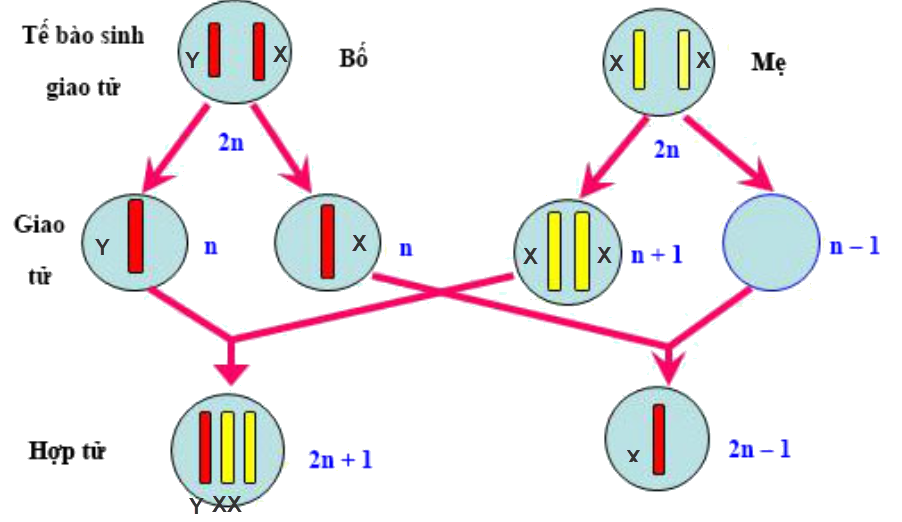 Tế bào sinh
giao tử
Y X
Bố
X X
Mẹ
2n
2n
Giao
tử
Y
n
X
n
X X
n + 1
n – 1
Hợp tử
Y XX
2n + 1
x
2n – 1